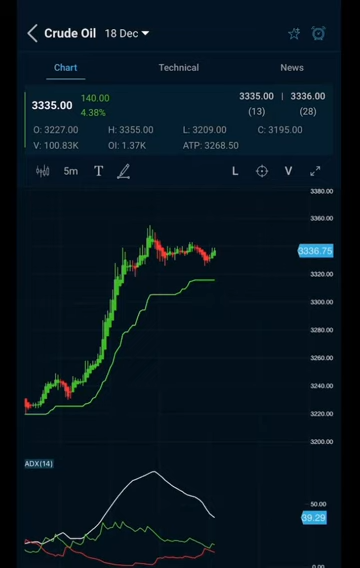 Crude Oil 18 Dec
Chart Technical News
3335.00 140.00 4.38%
3335.00 | 3336.00
(13) (28)
O: 3227.00 H: 3355.00 L: 3209.00 C: 3195.00
V: 100.83K OI: 1.37K ATP: 3268.50
5m T L V
3380.00
3360.00
3336.75
3320.00
3300.00
3280.00
3260.00
3240.00
3220.00
3200.00
ADX(14)
50.00
39.29
0.00